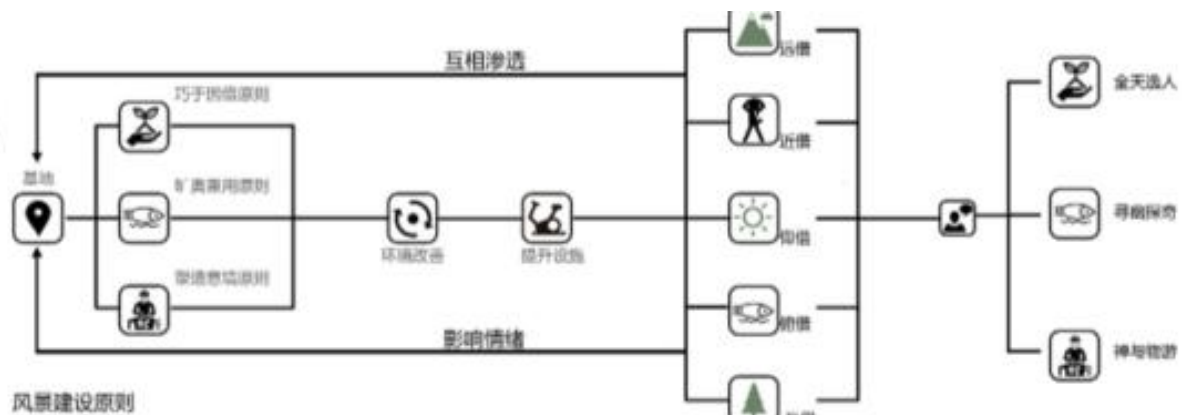 互相渗透
远借
巧于因借原则
近借
全天选人
基地
旷奥兼用原则
仰借
寻幽探奇
环境改善
提升设施
塑造意境原则
俯借
影响情绪
神与物游
风景建设原则